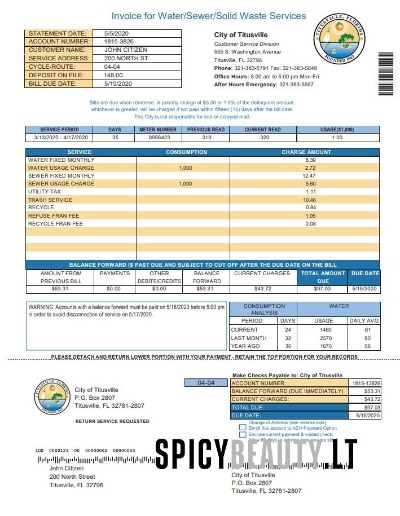 Invoice for Water/Sewer/Solid Waste Services
STATEMENT DATE: 5/5/2020
ACCOUNT NUMBER: 1815-3826
CUSTOMER NAME: JOHN CITIZEN
SERVICE ADDRESS: 200 NORTH ST
CYCLE-ROUTE: 04-04
DEPOSIT ON FILE: 148.00
BILL DUE DATE: 5/15/2020
City of Titusville
Customer Service Division
555 S. Washington Avenue
Titusville, FL 32796
Phone: 321-383-5791 Fax: 321-383-5648
Office Hours: 8:00 am to 5:00 pm Mon-Fri
After Hours Emergency: 321-383-5657
Bills are due when rendered. A penalty charge of $5.00 or 1.5% of the delinquent amount,
whichever is greater, will be charged if not paid within fifteen (15) days after the bill date.
The City is not responsible for lost or delayed mail.
SERVICE PERIOD DAYS METER NUMBER PREVIOUS READ CURRENT READ USAGE(X1,000)
3/13/2020 - 4/17/2020 35 8956423 319 320 1.00
SERVICE CONSUMPTION CHARGE AMOUNT
WATER FIXED MONTHLY 8.39
WATER USAGE CHARGE 1,000 2.72
SEWER FIXED MONTHLY 12.47
SEWER USAGE CHARGE 1,000 6.60
UTILITY TAX 1.11
TRASH SERVICE 10.46
RECYCLE 0.84
REFUSE FRAN FEE 1.05
RECYCLE FRAN FEE 0.08
BALANCE FORWARD IS PAST DUE AND SUBJECT TO CUT OFF AFTER THE DUE DATE ON THE BILL
AMOUNT FROM PREVIOUS BILL PAYMENTS OTHER DEBITS/CREDITS BALANCE FORWARD CURRENT CHARGES TOTAL AMOUNT DUE DUE DATE
$53.31 $0.00 $0.00 $53.31 $43.72 $97.03 5/15/2020
WARNING: Accounts with a balance forward must be paid on 5/15/2020 before 5:00 pm
in order to avoid disconnection of service on 5/17/2020.
CONSUMPTION ANALYSIS WATER
PERIOD DAYS USAGE DAILY AVG
CURRENT 24 1460 61
LAST MONTH 32 2570 80
YEAR AGO 30 1670 56
PLEASE DETACH AND RETURN LOWER PORTION WITH YOUR PAYMENT - RETAIN THE TOP PORTION FOR YOUR RECORDS
City of Titusville
P.O. Box 2807
Titusville, FL 32781-2807
RETURN SERVICE REQUESTED
04-04
Make Checks Payable to: City of Titusville
ACCOUNT NUMBER: 1815-13826
BALANCE FORWARD (DUE IMMEDIATELY) $53.31
CURRENT CHARGES: $43.72
TOTAL DUE: $97.03
DUE DATE: 5/15/2020
Change of Address (see reverse side)
Enroll this account to ACH Payment Option
SPICYBEAUTY.LT
John Citizen
200 North Street
Titusville, FL 32796
City of Titusville
P.O. Box 2807
Titusville, FL 32781-2807